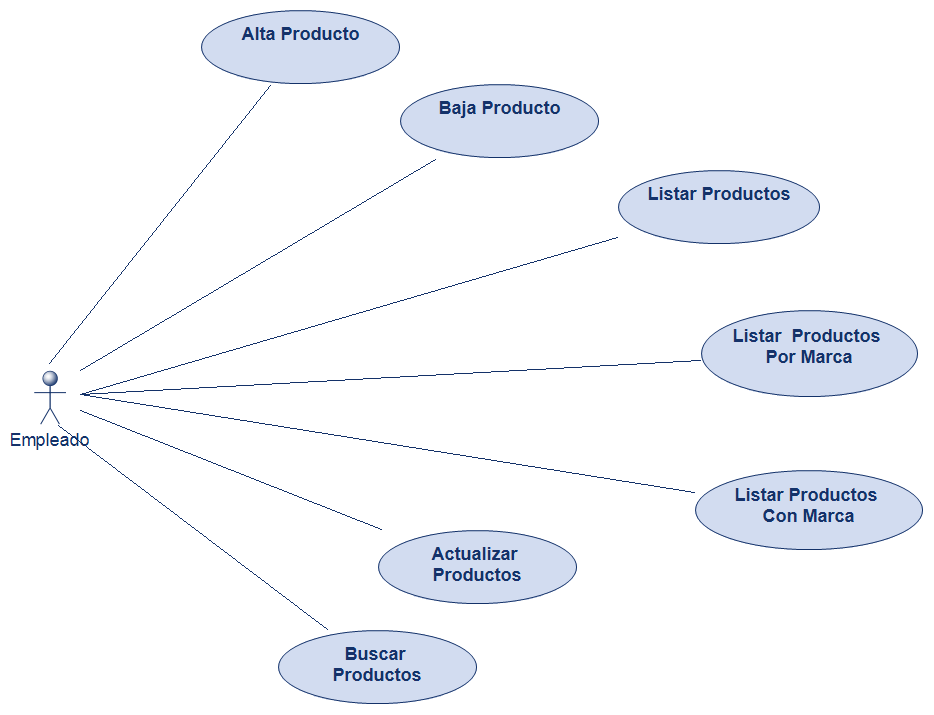 Alta Producto
Baja Producto
Listar Productos
Listar  Productos
Por Marca
Empleado
Listar Productos
Con Marca
Actualizar
Productos
Buscar
Productos